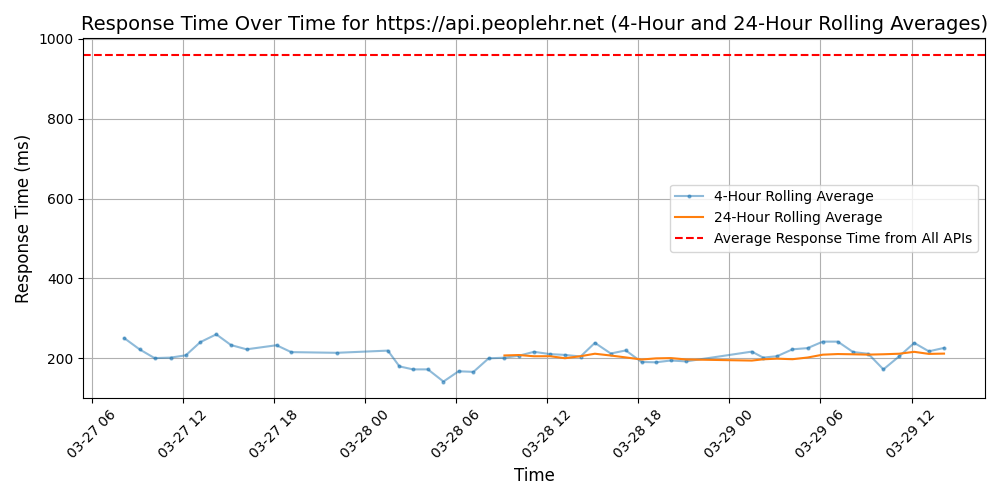 Response Time Over Time for https://api.peoplehr.net (4-Hour and 24-Hour Rolling Averages)
1000
800
600
400
200
Response Time (ms)
4-Hour Rolling Average
24-Hour Rolling Average
Average Response Time from All APIs
03-27 06
03-27 12
03-27 18
03-28 00
03-28 06
03-28 12
03-28 18
03-29 00
03-29 06
03-29 12
Time